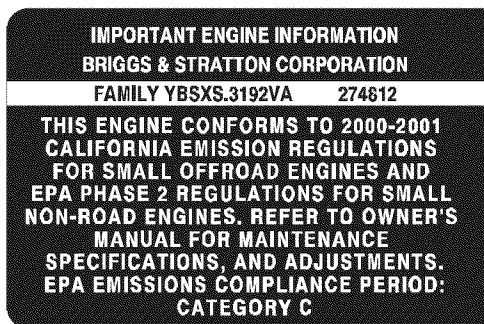 IMPORTANT ENGINE INFORMATION
BRIGGS & STRATTON CORPORATION
FAMILY YBSXS.3192VA 274812
THIS ENGINE CONFORMS TO 2000-2001
CALIFORNIA EMISSION REGULATIONS
FOR SMALL OFFROAD ENGINES AND
EPA PHASE 2 REGULATIONS FOR SMALL
NON-ROAD ENGINES. REFER TO OWNER'S
MANUAL FOR MAINTENANCE
SPECIFICATIONS, AND ADJUSTMENTS.
EPA EMISSIONS COMPLIANCE PERIOD:
CATEGORY C